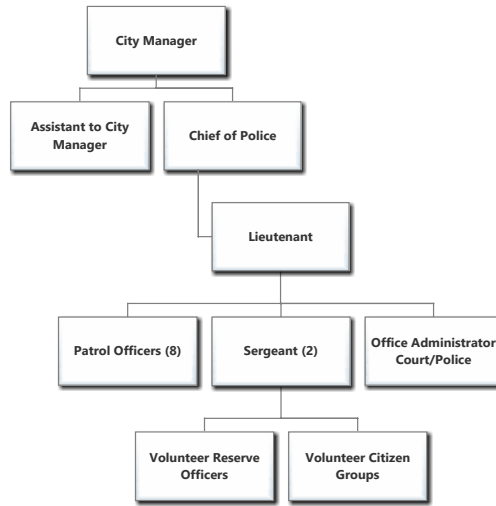 City Manager
Assistant to City
Manager
Chief of Police
Lieutenant
Patrol Officers (8)
Sergeant (2)
Office Administrator
Court/Police
Volunteer Reserve
Officers
Volunteer Citizen
Groups